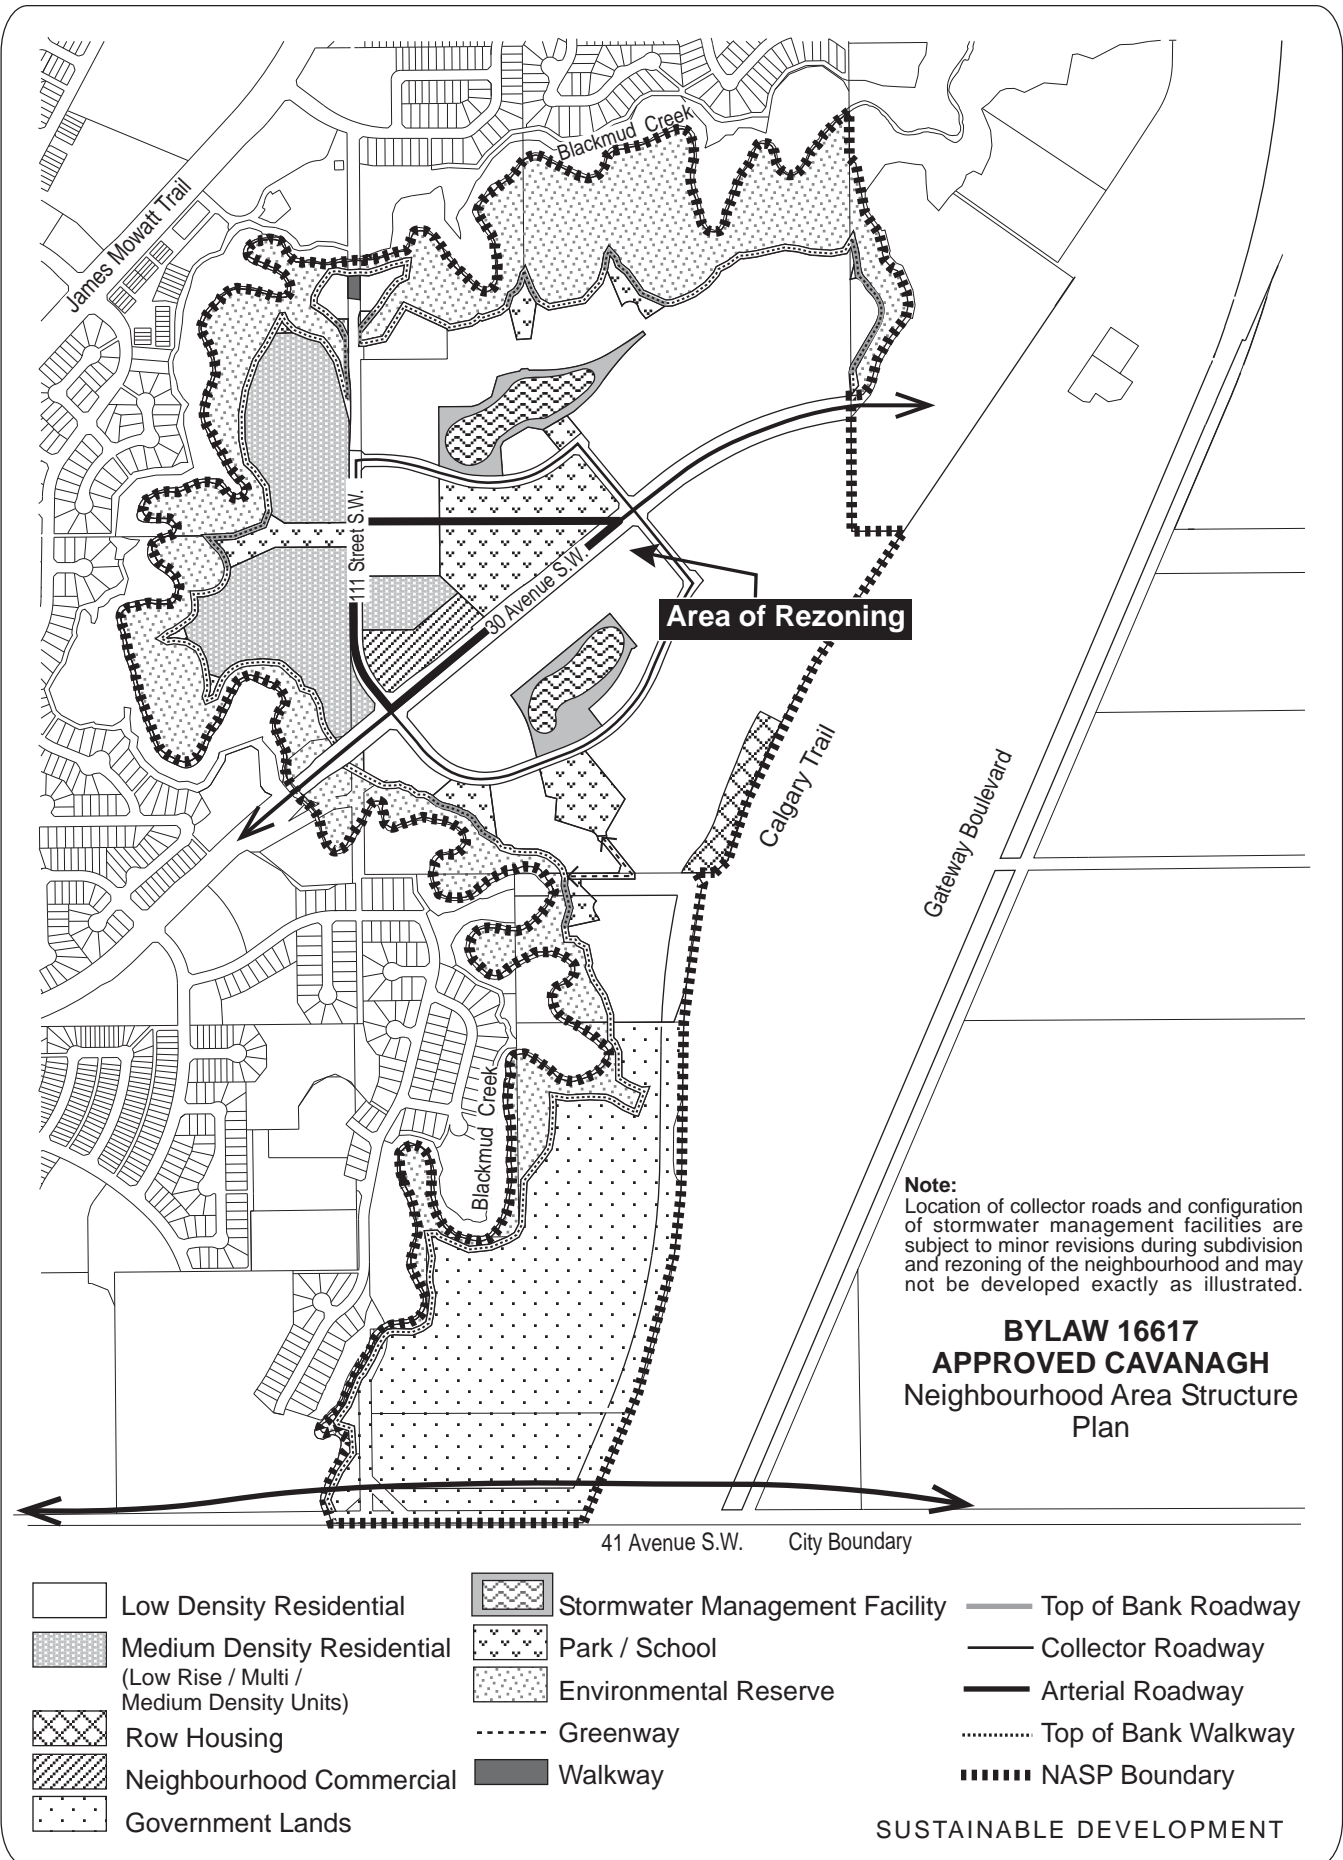 Blackmud Creek
James Mowatt Trail
111 Street S.W.
30 Avenue S.W.
Area of Rezoning
Calgary Trail
Gateway Boulevard
Blackmud Creek
Note:
Location of collector roads and configuration
of stormwater management facilities are
subject to minor revisions during subdivision
and rezoning of the neighbourhood and may
not be developed exactly as illustrated.
BYLAW 16617
APPROVED CAVANAGH
Neighbourhood Area Structure
Plan
41 Avenue S.W.
City Boundary
Low Density Residential
Medium Density Residential
(Low Rise / Multi /
Medium Density Units)
Row Housing
Neighbourhood Commercial
Government Lands
Stormwater Management Facility
Park / School
Environmental Reserve
Greenway
Walkway
Top of Bank Roadway
Collector Roadway
Arterial Roadway
Top of Bank Walkway
NASP Boundary
SUSTAINABLE DEVELOPMENT